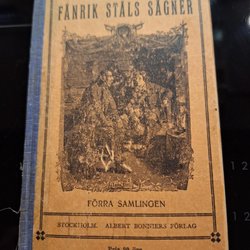 FÄNRIK STÅLS SÄGNER
FÖRRA SAMLINGEN
STOCKHOLM. ALBERT BONNIERS FÖRLAG